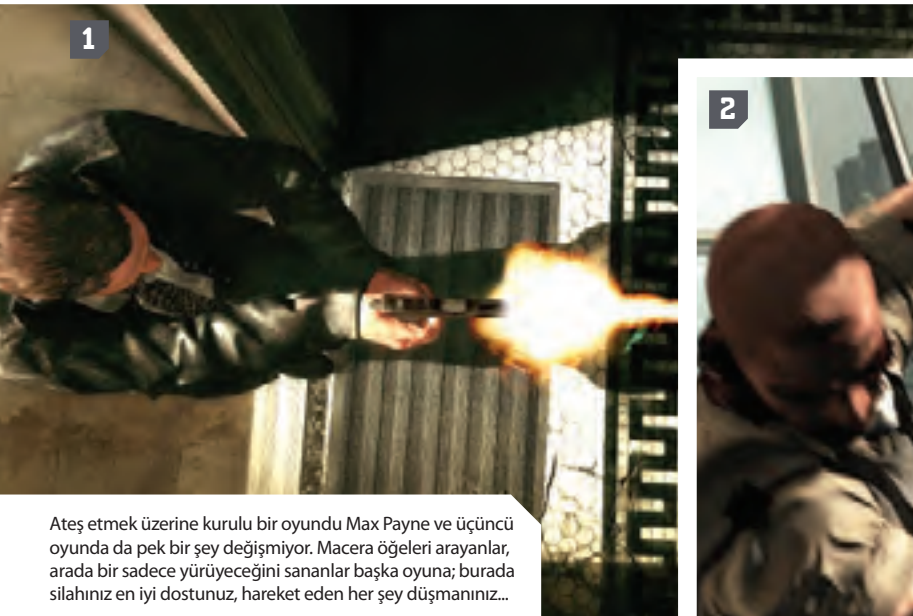 1
2
Ateş etmek üzerine kurulu bir oyundu Max Payne ve üçüncü
oyunda da pek bir şey değişmiyor. Macera öğeleri arayanlar,
arada bir sadece yürüyeceğini sananlar başka oyuna; burada
silahınız en iyi dostunuz, hareket eden her şey düşmanınız...